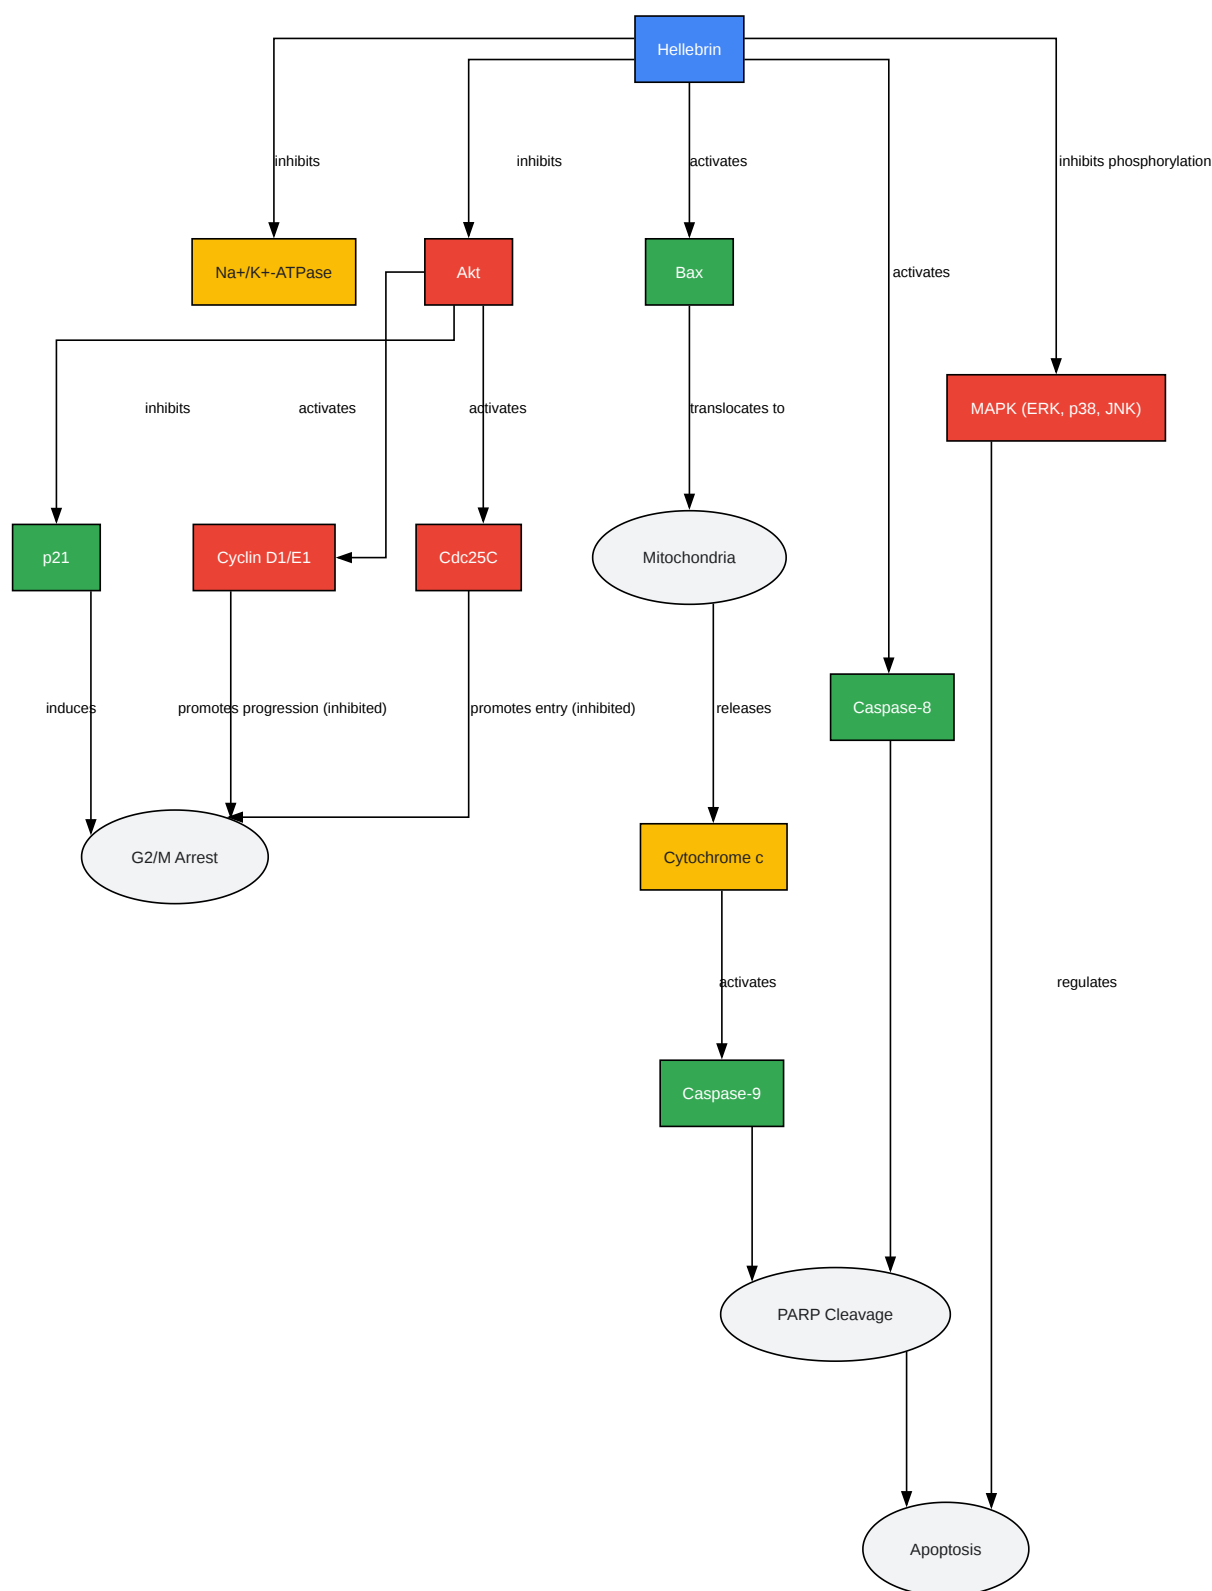 Hellebrin
inhibits
inhibits
activates
inhibits phosphorylation
Na+/K+-ATPase
Akt
Bax
activates
inhibits
activates
activates
translocates to
MAPK (ERK, p38, JNK)
p21
Cyclin D1/E1
Cdc25C
Mitochondria
induces
promotes progression (inhibited)
promotes entry (inhibited)
releases
Caspase-8
G2/M Arrest
Cytochrome c
activates
regulates
Caspase-9
PARP Cleavage
Apoptosis